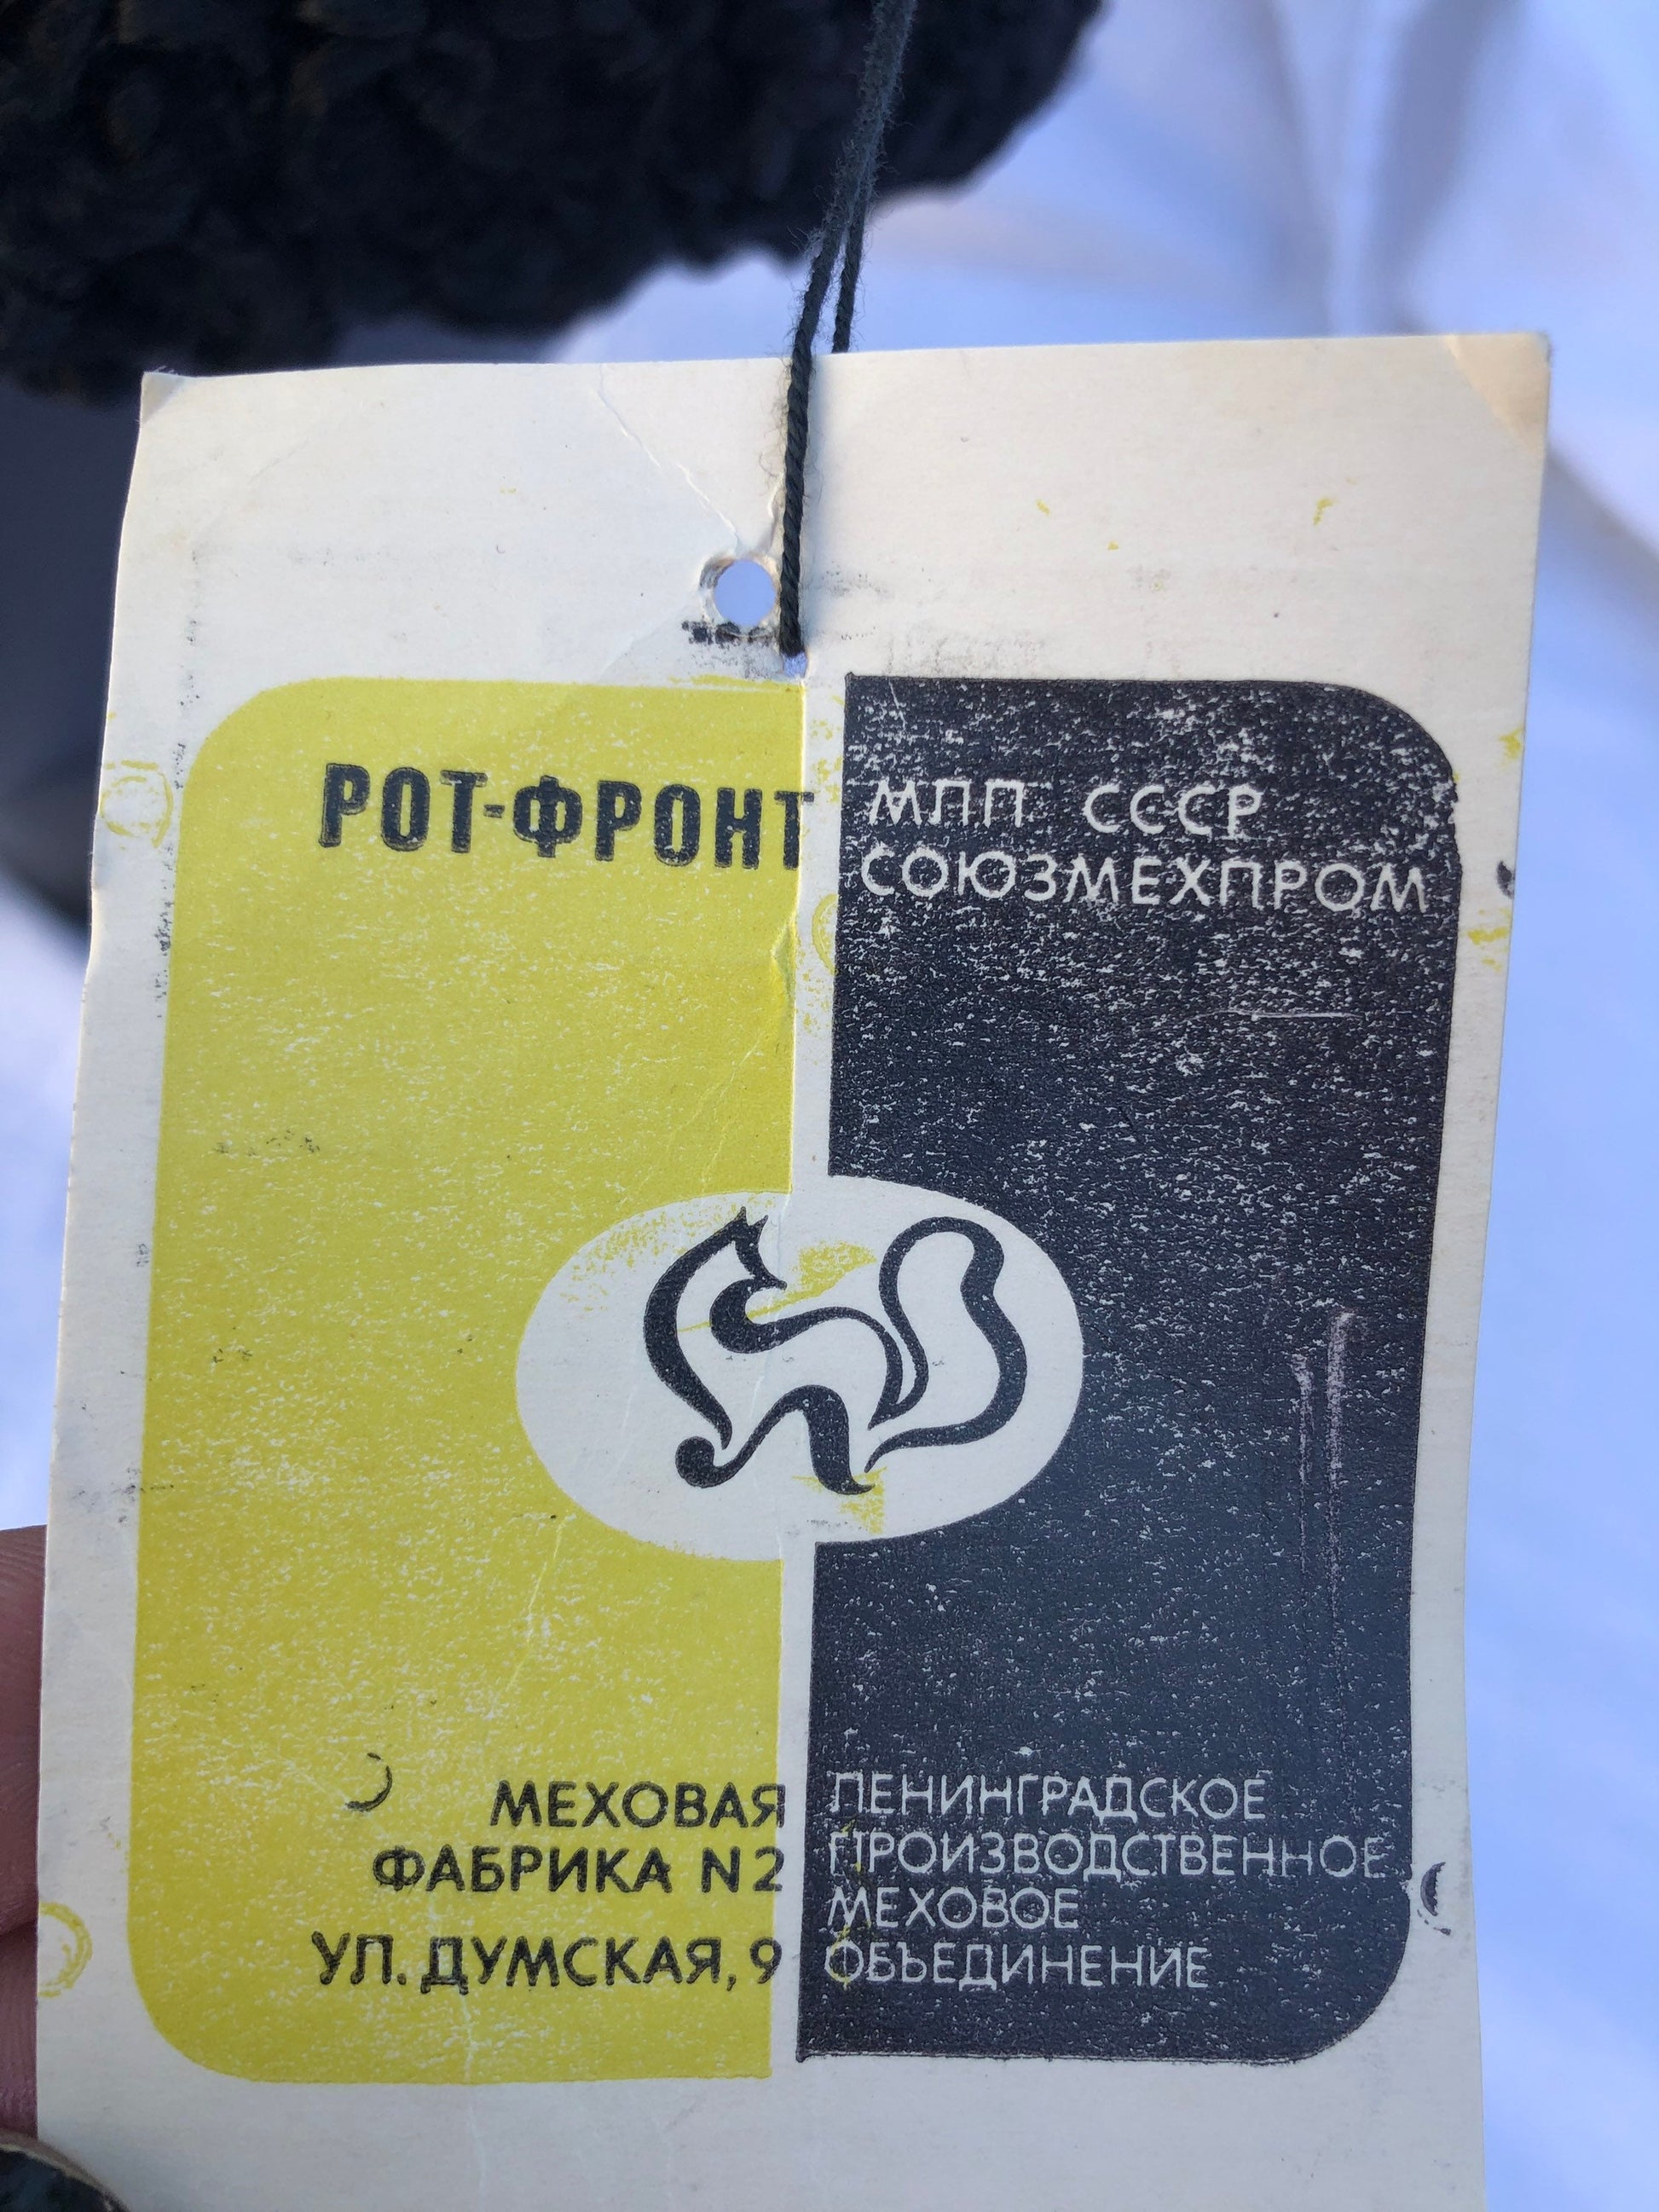 РОТ-ФРОНТ
МЛП СССР
СОЮЗМЕХПРОМ
МЕХОВАЯ
ФАБРИКА N2
УЛ. ДУМСКАЯ, 9
ЛЕНИНГРАДСКОЕ
ПРОИЗВОДСТВЕННОЕ
МЕХОВОЕ
ОБЪЕДИНЕНИЕ